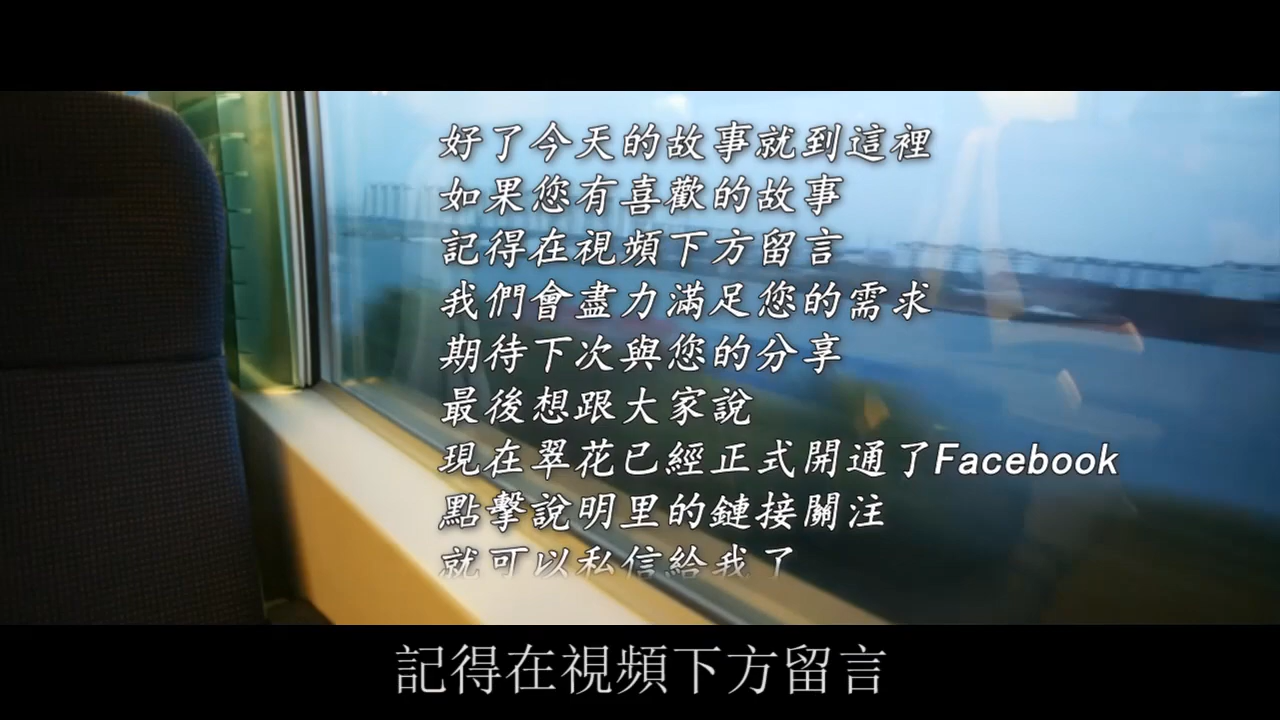 好了今天的故事就到這裡
如果您有喜歡的故事
記得在視頻下方留言
我們會盡力滿足您的需求
期待下次與您的分享
最後想跟大家說
現在翠花已經正式開通了Facebook
點擊說明里的鏈接關注
就可以私信給我了
記得在視頻下方留言